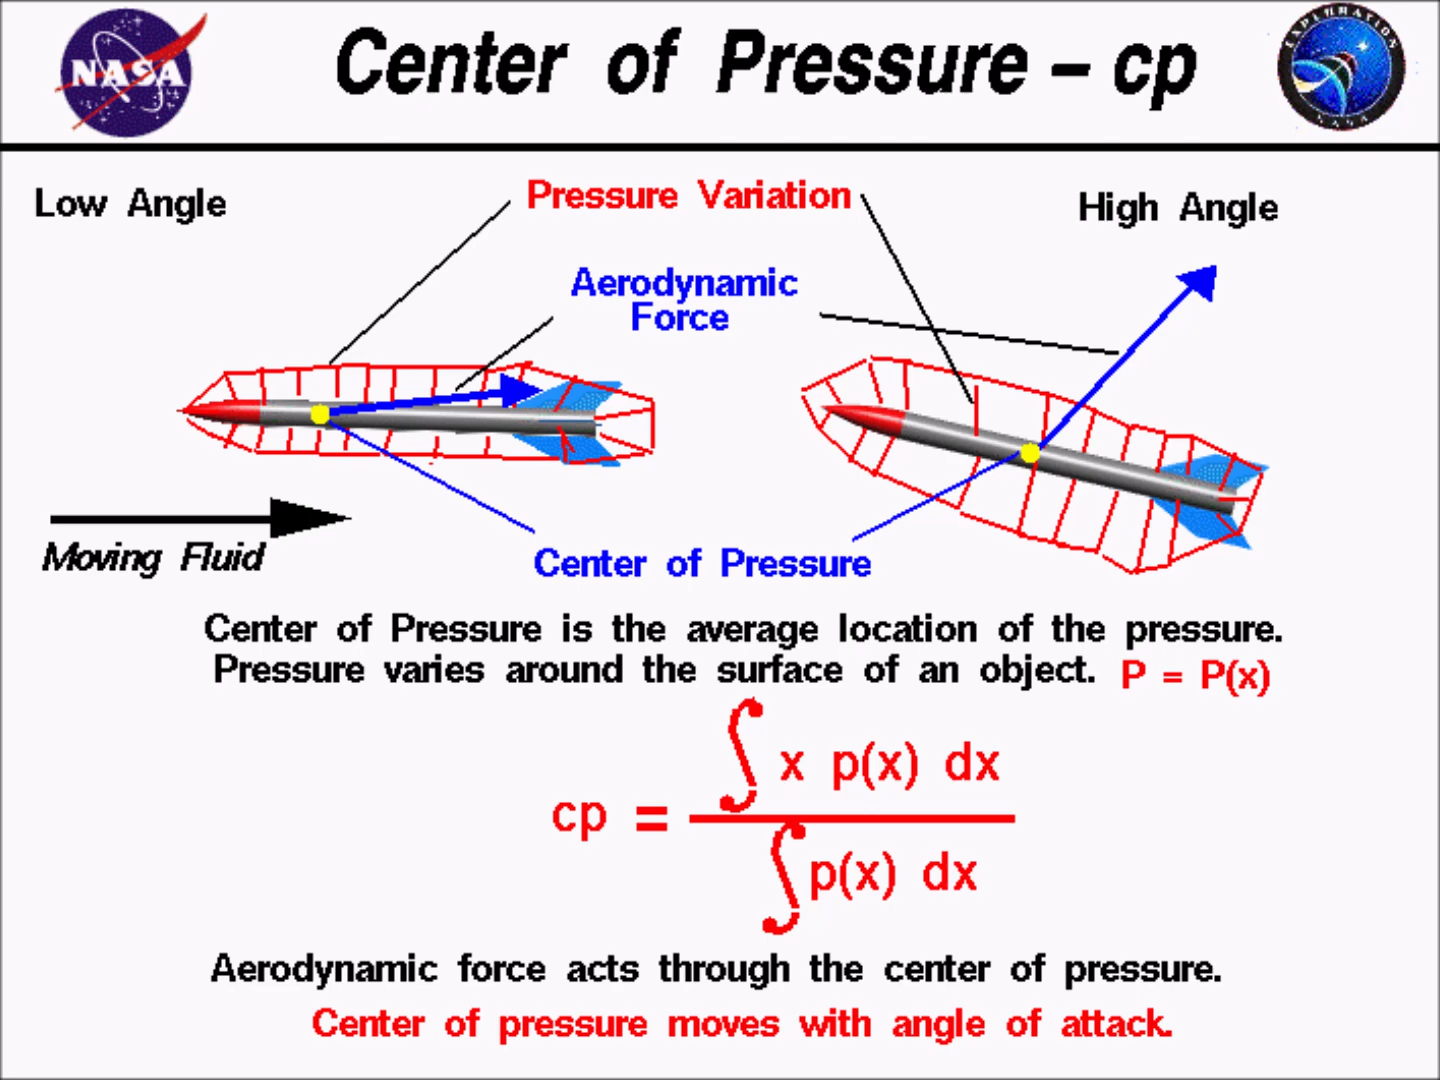 NASA
Center of Pressure – cp
EXPLORATION
NASA
Low Angle
Pressure Variation
High Angle
Aerodynamic
Force
Moving Fluid
Center of Pressure
Center of Pressure is the average location of the pressure.
Pressure varies around the surface of an object. P = P(x)
∫ x p(x) dx
cp =
∫ p(x) dx
Aerodynamic force acts through the center of pressure.
Center of pressure moves with angle of attack.